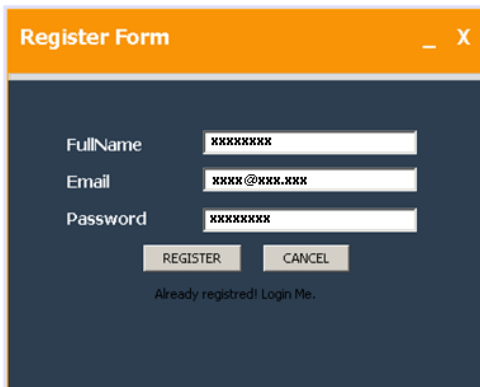 Register Form _ X
FullName xxxxxxxx
Email xxxx@xxx.xxx
Password xxxxxxxx
REGISTER CANCEL
Already registred! Login Me.